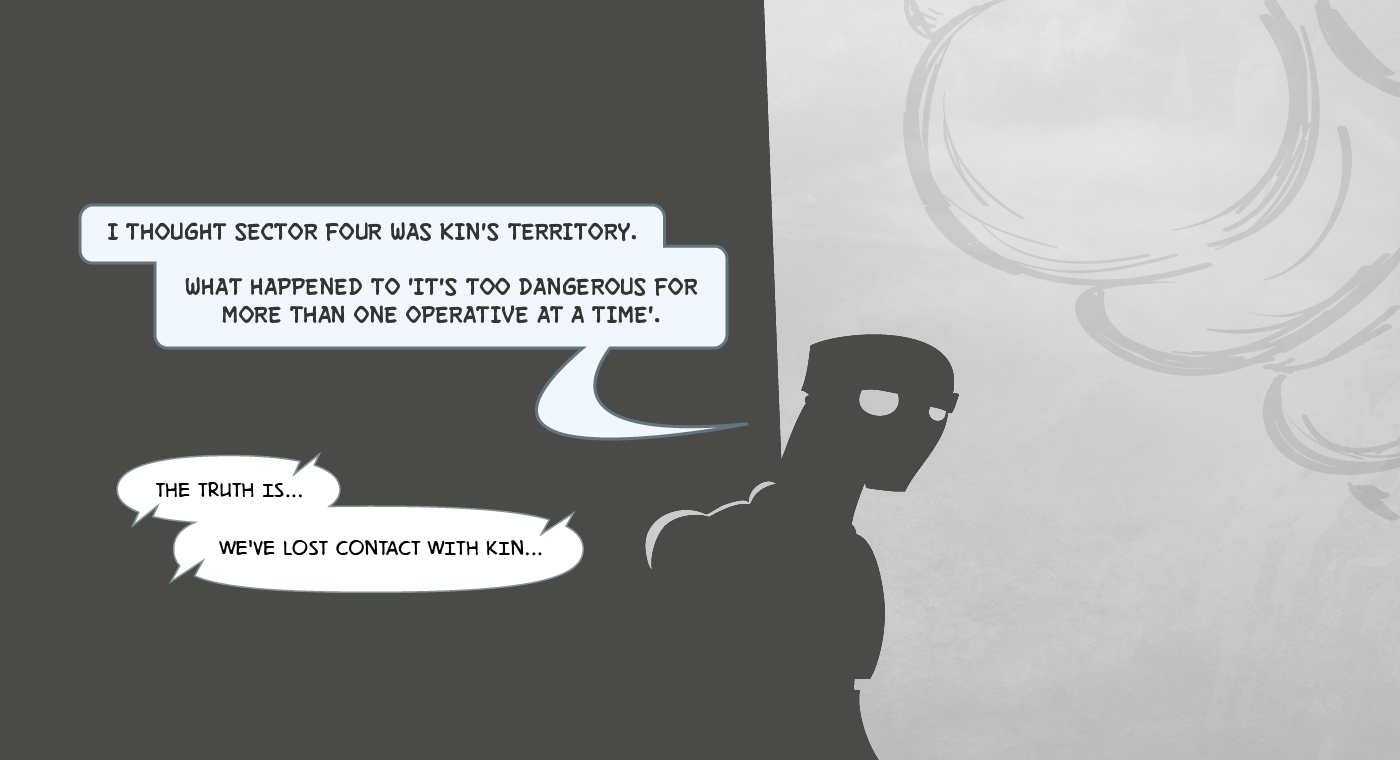 I THOUGHT SECTOR FOUR WAS KIN'S TERRITORY.
WHAT HAPPENED TO 'IT'S TOO DANGEROUS FOR
MORE THAN ONE OPERATIVE AT A TIME'.
THE TRUTH IS...
WE'VE LOST CONTACT WITH KIN...